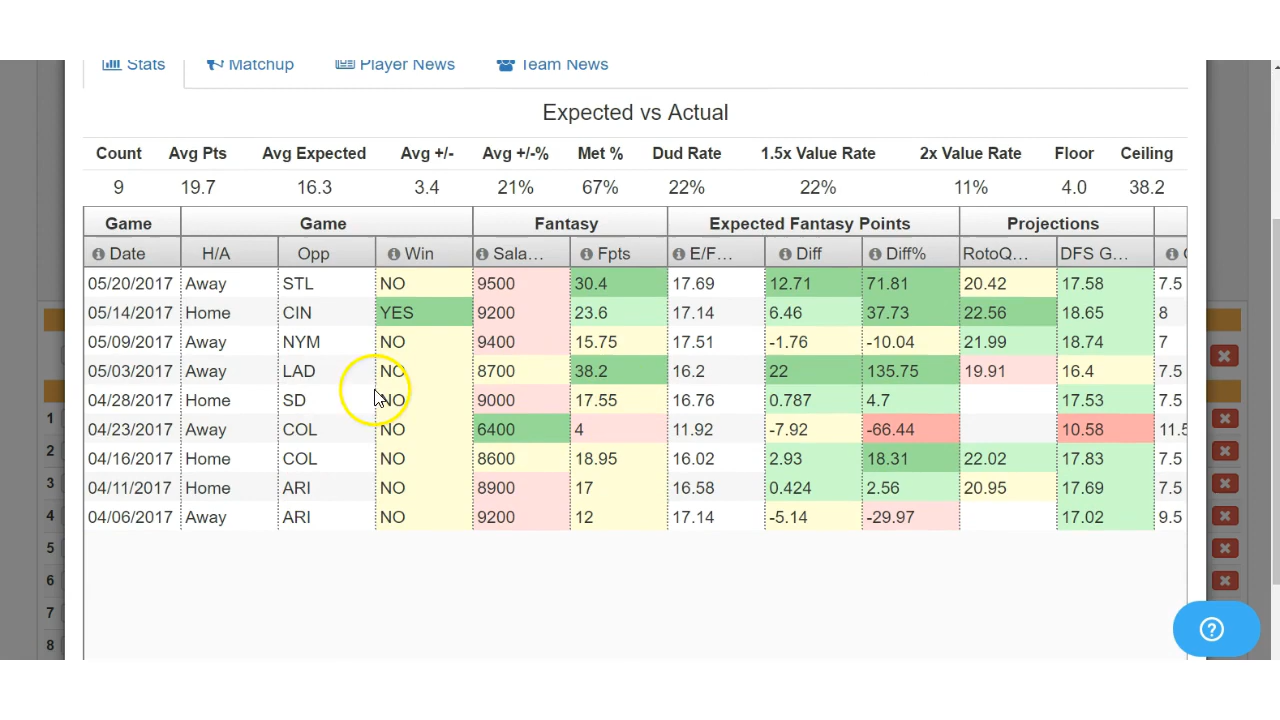 Stats Matchup Player News Team News
Expected vs Actual
Count Avg Pts Avg Expected Avg +/- Avg +/-% Met % Dud Rate 1.5x Value Rate 2x Value Rate Floor Ceiling
9 19.7 16.3 3.4 21% 67% 22% 22% 11% 4.0 38.2
Game Game Fantasy Expected Fantasy Points Projections
Date H/A Opp Win Sala... Fpts E/F... Diff Diff% RotoQ... DFS G...
05/20/2017 Away STL NO 9500 30.4 17.69 12.71 71.81 20.42 17.58 7.5
05/14/2017 Home CIN YES 9200 23.6 17.14 6.46 37.73 22.56 18.65 8
05/09/2017 Away NYM NO 9400 15.75 17.51 -1.76 -10.04 21.99 18.74 7
05/03/2017 Away LAD NO 8700 38.2 16.2 22 135.75 19.91 16.4 7.5
04/28/2017 Home SD NO 9000 17.55 16.76 0.787 4.7 17.53 7.5
04/23/2017 Away COL NO 6400 4 11.92 -7.92 -66.44 10.58 11.5
04/16/2017 Home COL NO 8600 18.95 16.02 2.93 18.31 22.02 17.83 7.5
04/11/2017 Home ARI NO 8900 17 16.58 0.424 2.56 20.95 17.69 7.5
04/06/2017 Away ARI NO 9200 12 17.14 -5.14 -29.97 17.02 9.5
1
2
3
4
5
6
7
8